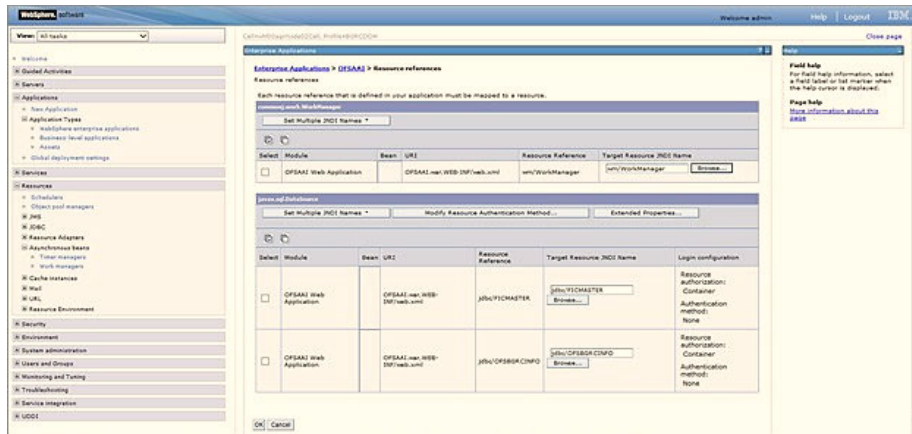 WebSphere. software
Welcome admin
Help | Logout
IBM
View: All tasks
Welcome
Guided Activities
Servers
Applications
New Application
Application Types
WebSphere enterprise applications
Business-level applications
Assets
Global deployment settings
Services
Resources
Schedulers
Object pool managers
JMS
JDBC
Resource Adapters
Asynchronous beans
Timer managers
Work managers
Cache instances
Mail
URL
Resource Environment
Security
Environment
System administration
Users and Groups
Monitoring and Tuning
Troubleshooting
Service integration
UDDI
Close page
Enterprise Applications
Enterprise Applications > OFSAAI > Resource references
Resource references
Each resource reference that is defined in your application must be mapped to a resource.
commonj.work.WorkManager
Set Multiple JNDI Names
Select Module Bean URI Resource Reference Target Resource JNDI Name
OFSAAI Web Application OFSAAI.war,WEB-INF/web.xml wm/WorkManager wm/WorkManager Browse...
javax.sql.DataSource
Set Multiple JNDI Names Modify Resource Authentication Method... Extended Properties...
Select Module Bean URI Resource Reference Target Resource JNDI Name Login configuration
OFSAAI Web Application OFSAAI.war,WEB-INF/web.xml jdbc/FICMASTER jdbc/FICMASTER Browse... Resource authorization: Container Authentication method: None
OFSAAI Web Application OFSAAI.war,WEB-INF/web.xml jdbc/OFSBGRCINFO jdbc/OFSBGRCINFO Browse... Resource authorization: Container Authentication method: None
OK Cancel
Help
Field help
For field help information, select
a field label or list marker when
the help cursor is displayed.
Page help
More information about this
page